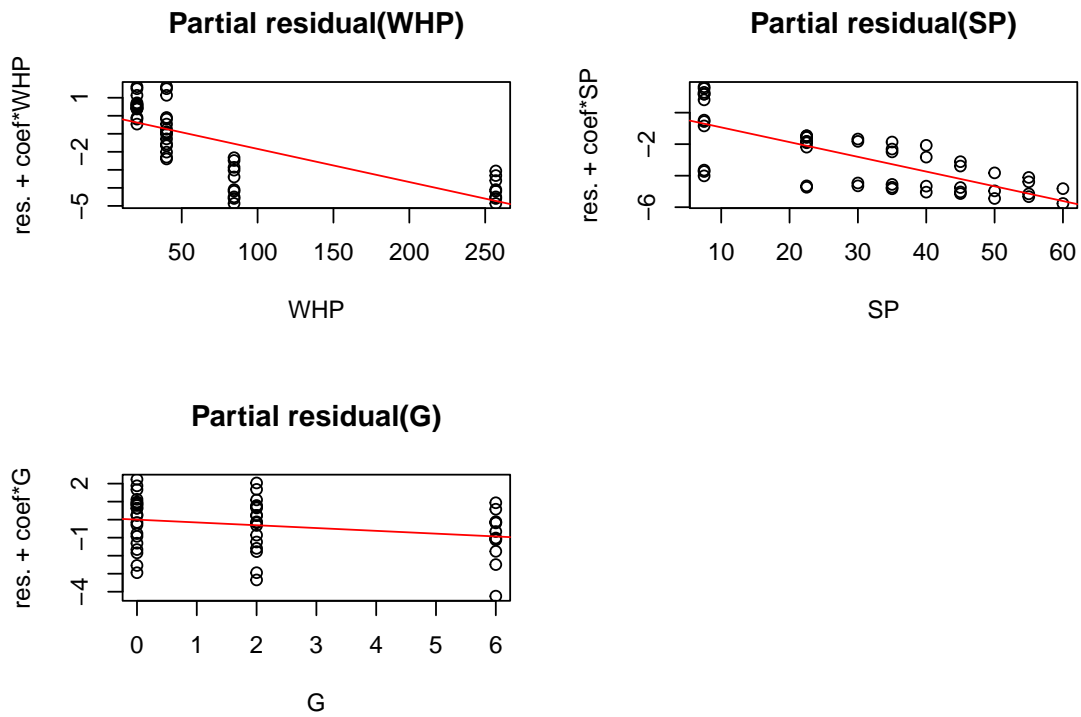 Partial residual(WHP)
res. + coef*WHP
1
−2
−5
50 100 150 200 250
WHP
Partial residual(SP)
res. + coef*SP
−2
−6
10 20 30 40 50 60
SP
Partial residual(G)
res. + coef*G
2
−1
−4
0 1 2 3 4 5 6
G